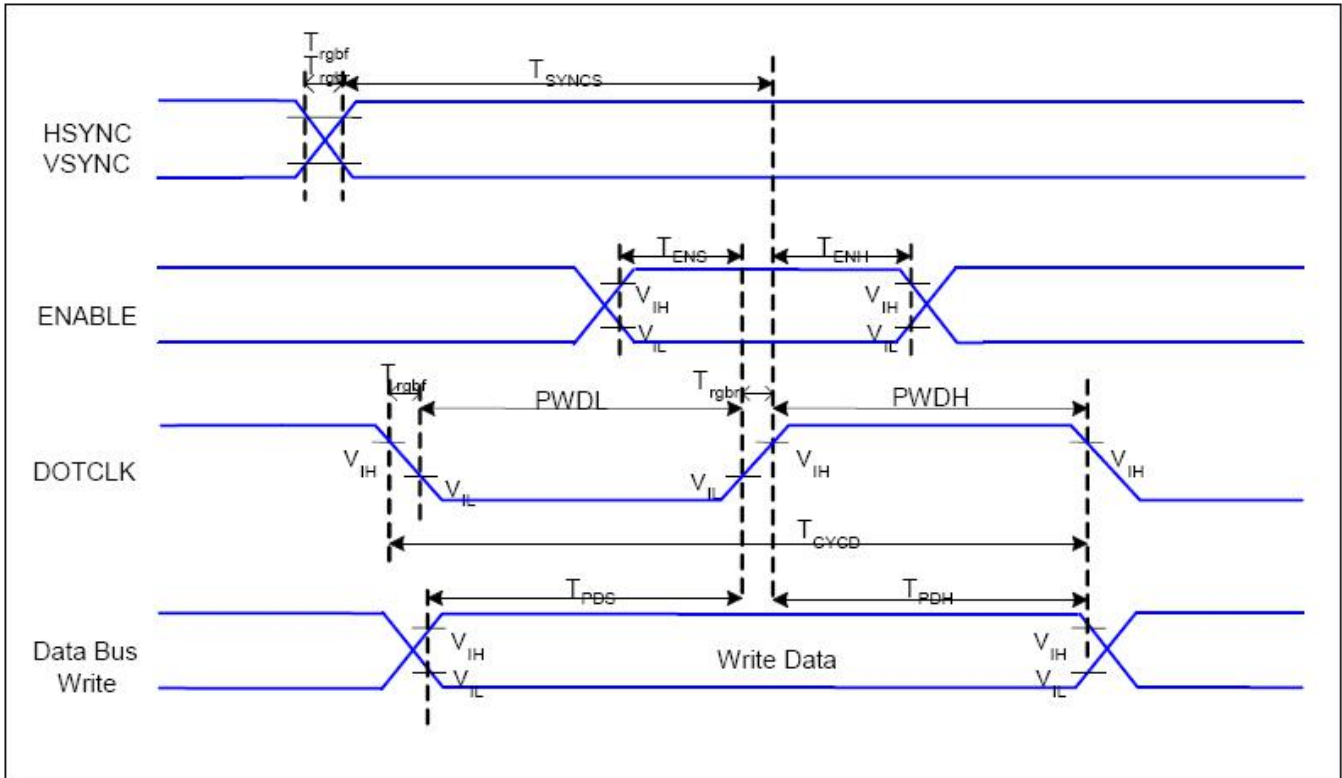 Trgbf
Trgbr
TSYNCS
HSYNC
VSYNC
TENS
TENH
ENABLE
VIH
VIH
VIL
VIL
Trgbf
PWDL
Trgbr
PWDH
DOTCLK
VIH
VIL
VIL
VIH
VIH
TCYCD
TPDS
TPDH
Data Bus
Write
VIH
VIL
Write Data
VIH
VIL